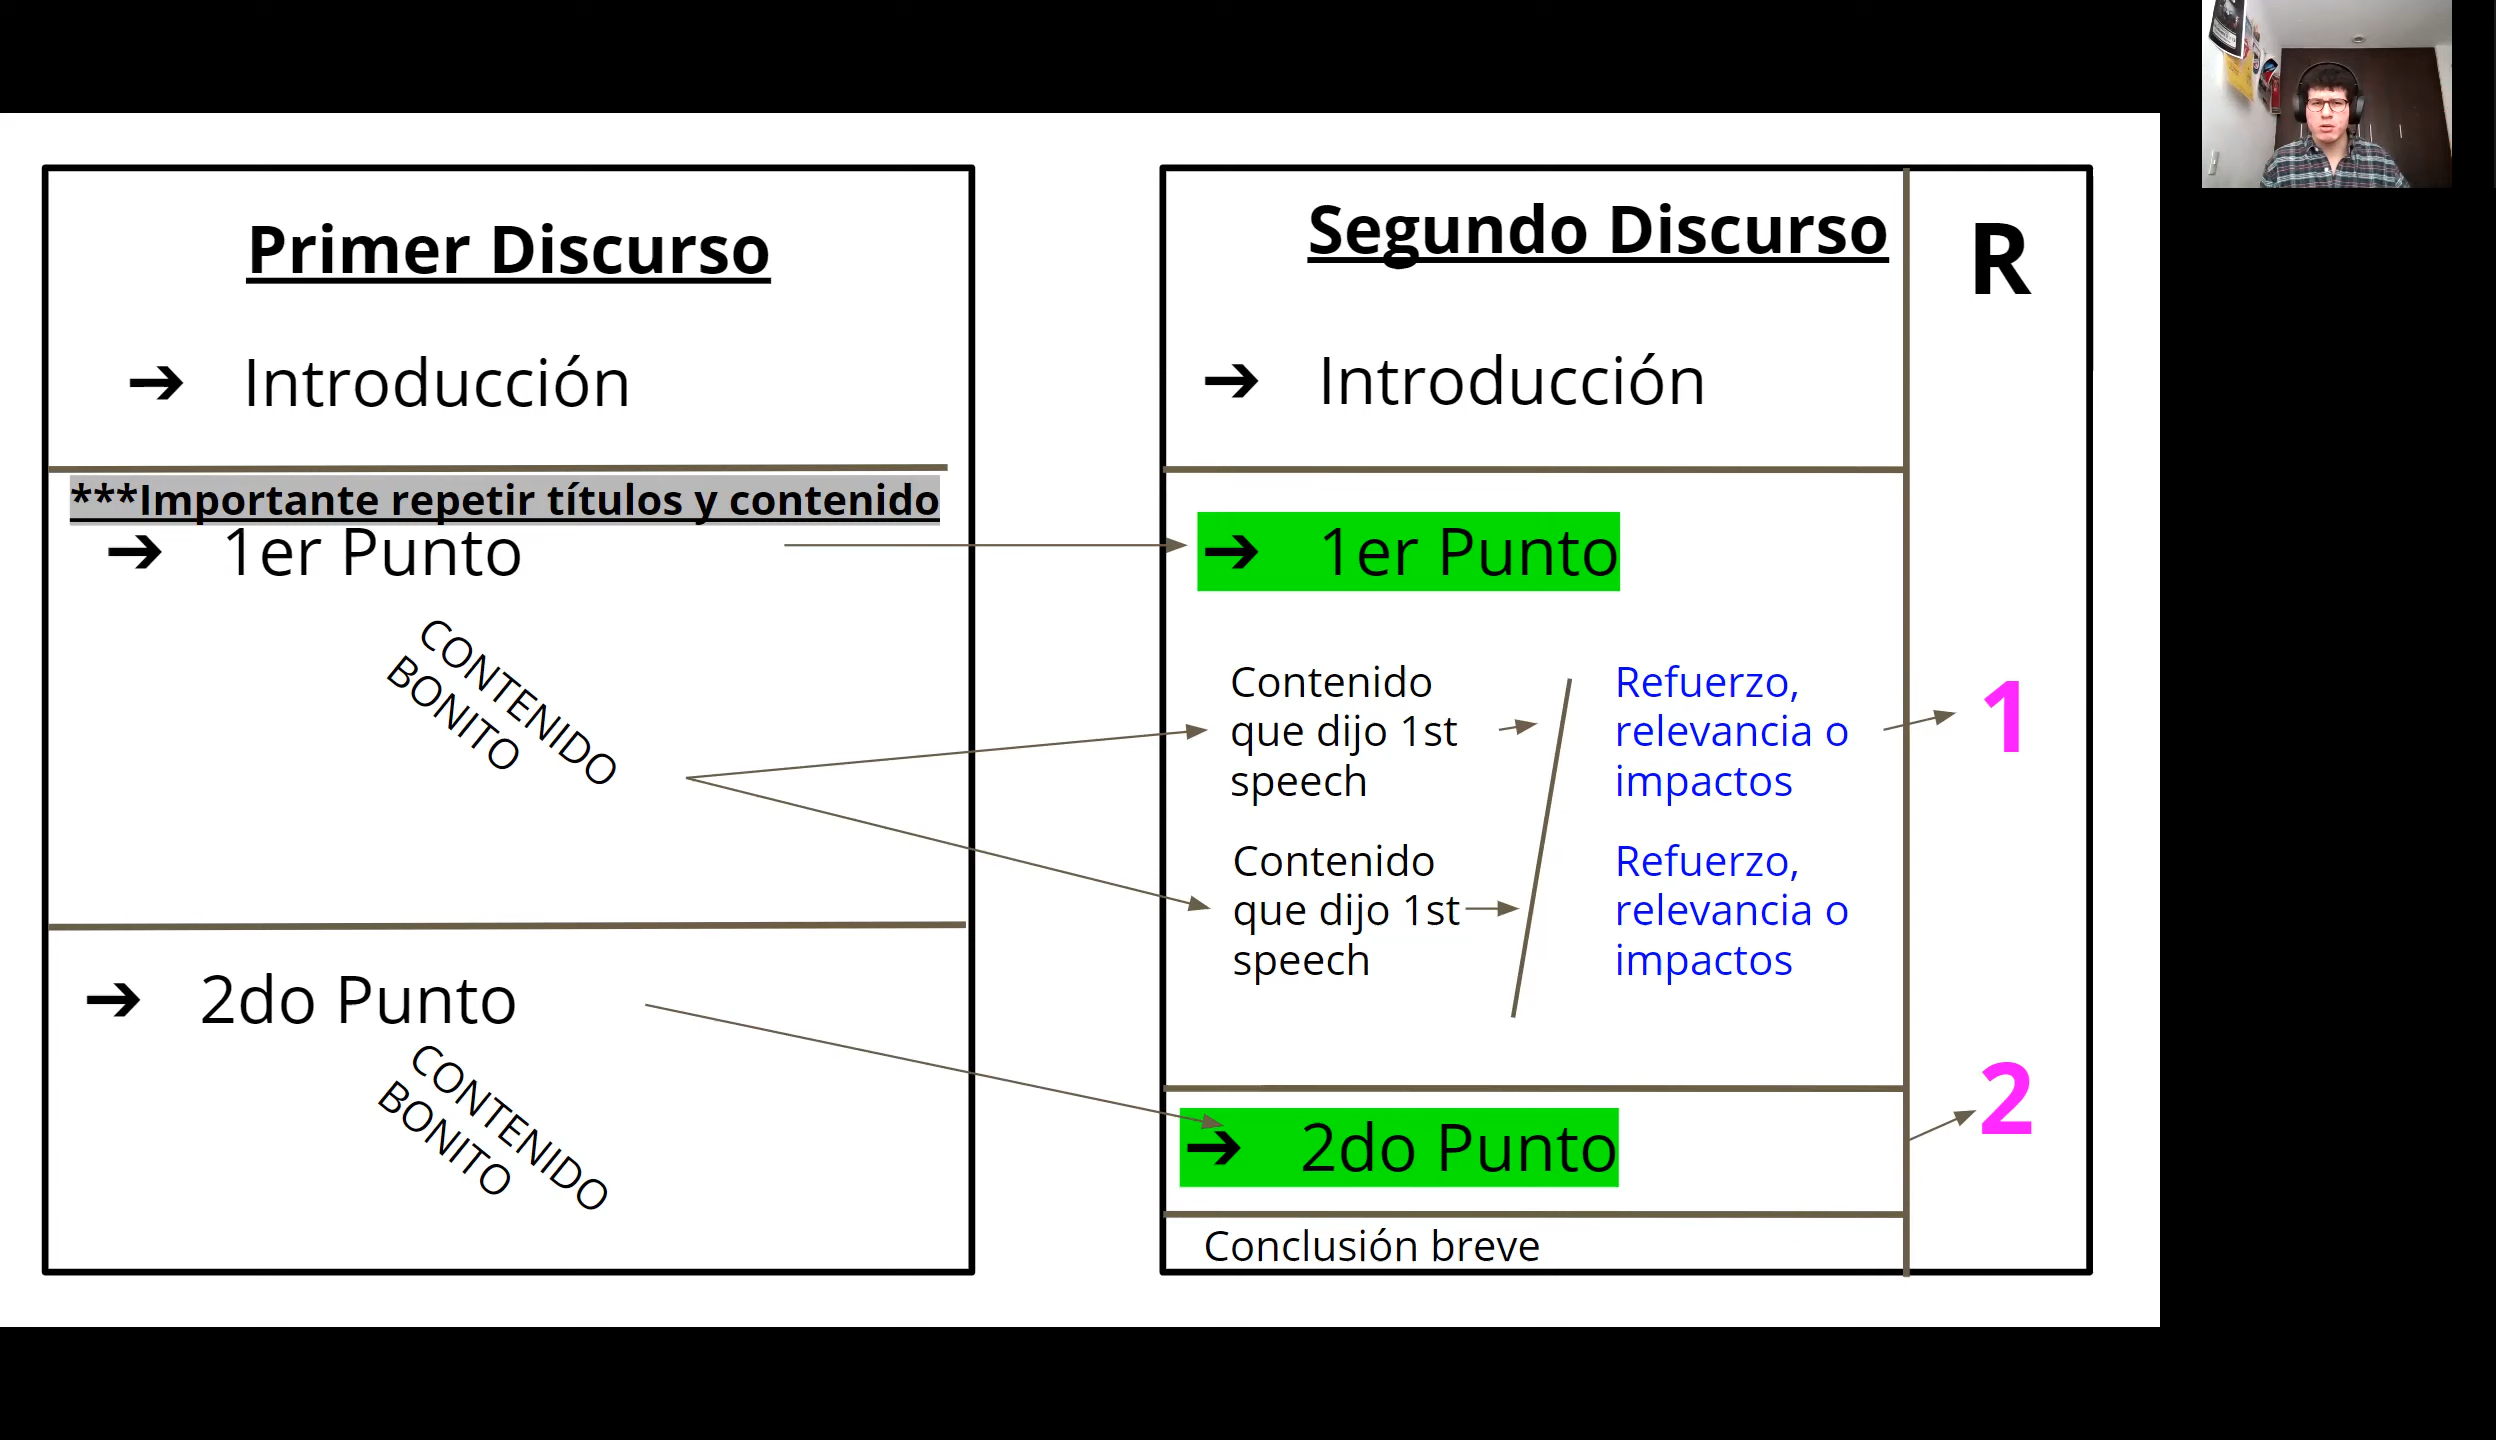 Primer Discurso
➔ Introducción
***Importante repetir títulos y contenido
➔ 1er Punto
CONTENIDO
BONITO
➔ 2do Punto
CONTENIDO
BONITO
Segundo Discurso
➔ Introducción
➔ 1er Punto
Contenido
que dijo 1st
speech
Refuerzo,
relevancia o
impactos
Contenido
que dijo 1st
speech
Refuerzo,
relevancia o
impactos
➔ 2do Punto
Conclusión breve
R
1
2